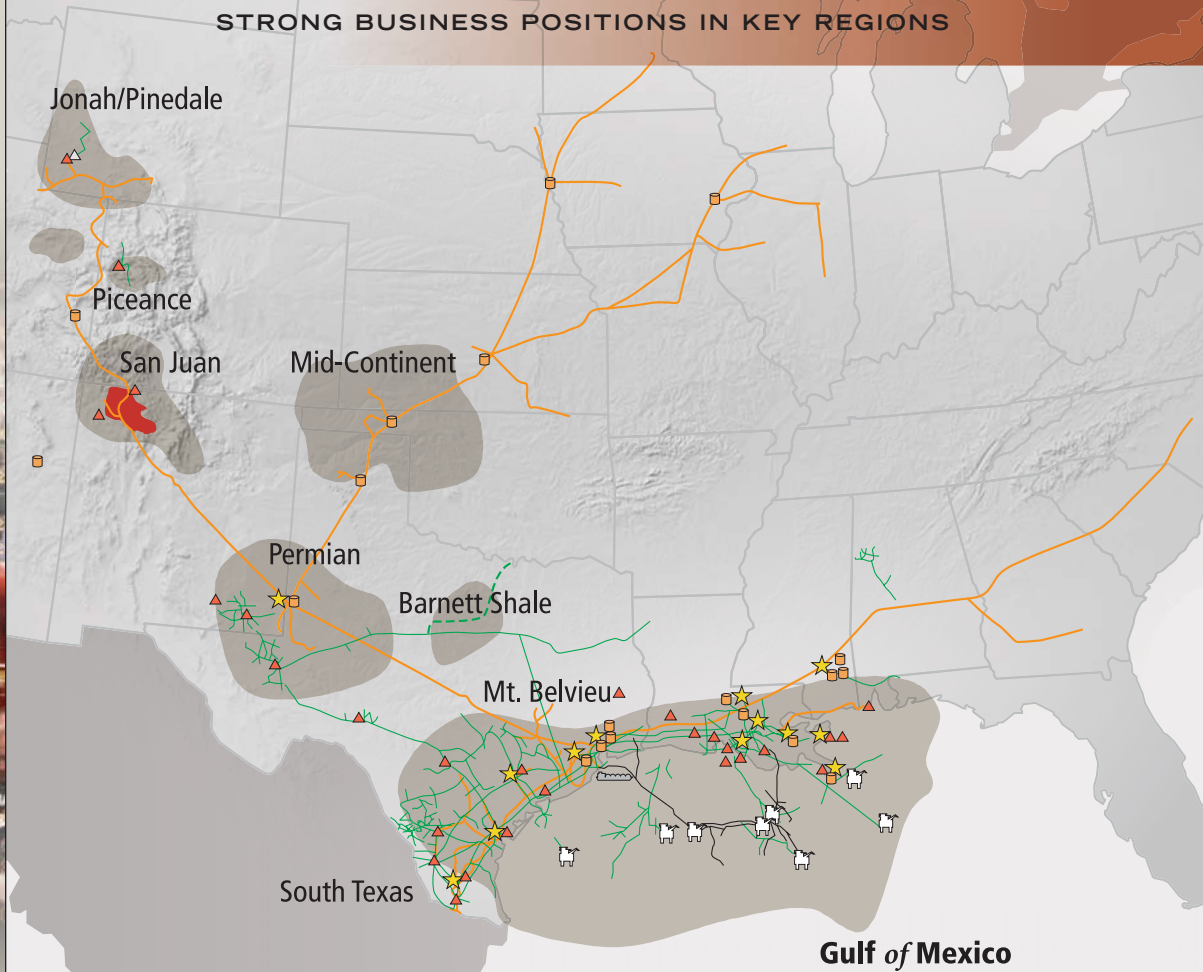 STRONG BUSINESS POSITIONS IN KEY REGIONS
Jonah/Pinedale
Piceance
San Juan
Mid-Continent
Permian
Barnett Shale
Mt. Belvieu
South Texas
Gulf of Mexico